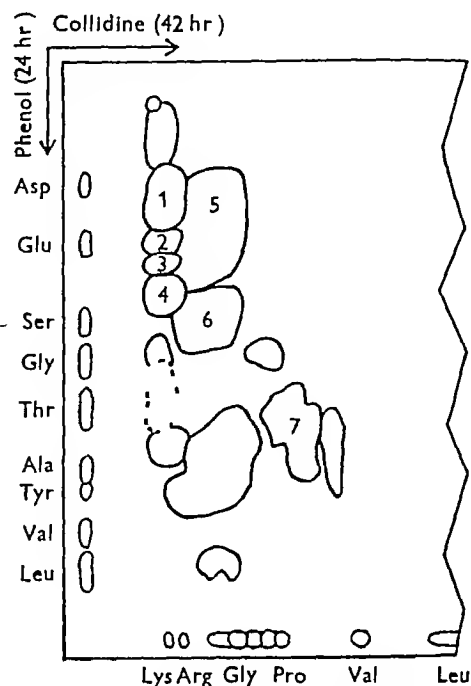 Collidine (42 hr)
Phenol (24 hr)
Asp
Glu
Ser
Gly
Thr
Ala
Tyr
Val
Leu
1
2
3
4
5
6
7
Lys Arg Gly Pro Val Leu